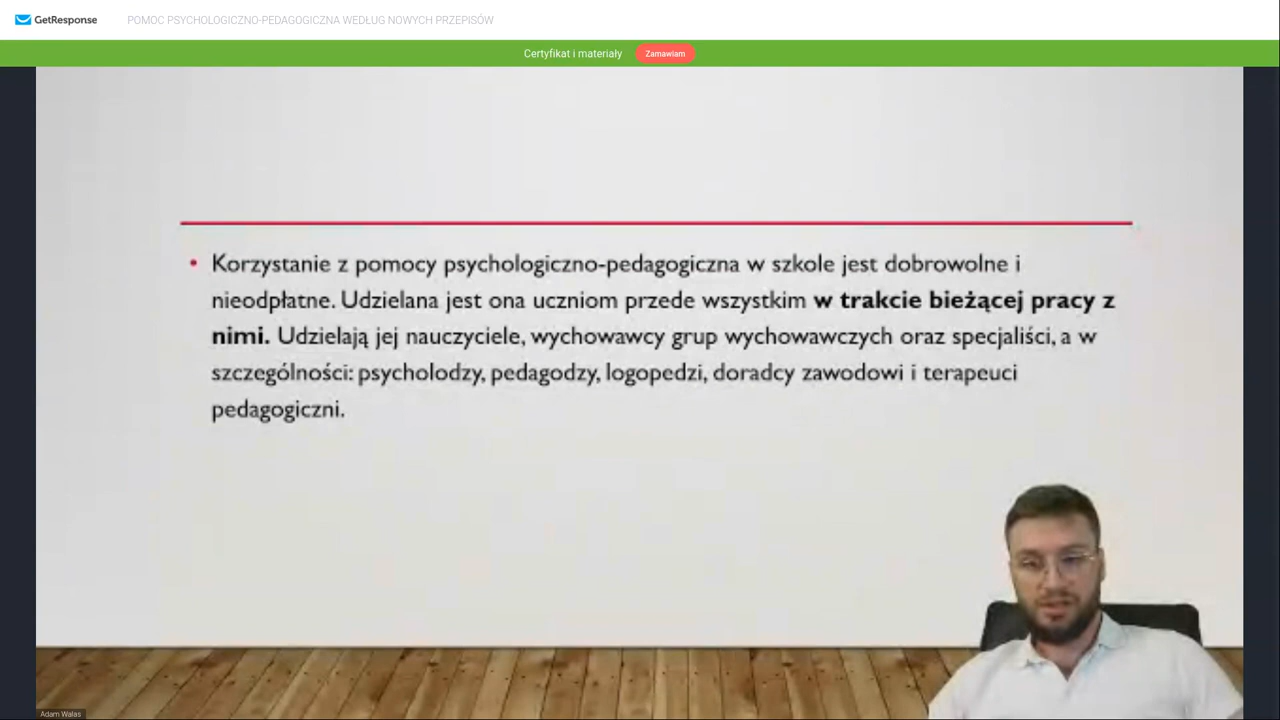 GetResponse
POMOC PSYCHOLOGICZNO-PEDAGOGICZNA WEDŁUG NOWYCH PRZEPiSÓW
Certyfikat i materiały
Zamawiam
• Korzystanie z pomocy psychologiczno-pedagogiczna w szkole jest dobrowolne i
nieodpłatne. Udzielana jest ona uczniom przede wszystkim w trakcie bieżącej pracy z
nimi. Udzielają jej nauczyciele, wychowawcy grup wychowawczych oraz specjaliści, a w
szczególności: psycholodzy, pedagodzy, logopedzi, doradcy zawodowi i terapeuci
pedagogiczni.
Adam Walas